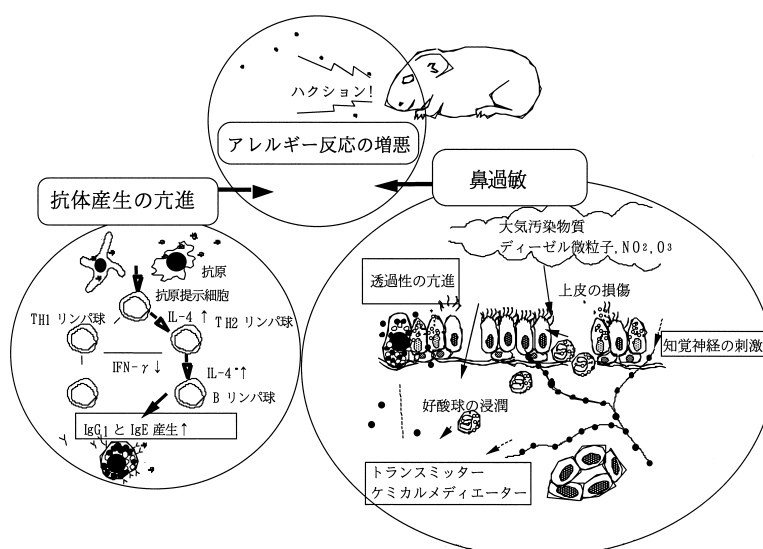 ハクション!
アレルギー反応の増悪
抗体産生の亢進
鼻過敏
大気汚染物質
ディーゼル微粒子,NO₂,O₃
抗原
抗原提示細胞
透過性の亢進
上皮の損傷
TH1 リンパ球
IL-4 ↑
TH2 リンパ球
知覚神経の刺激
IFN-γ ↓
IL-4 ↑
B リンパ球
好酸球の浸潤
IgG1 と IgE 産生 ↑
トランスミッター
ケミカルメディエーター